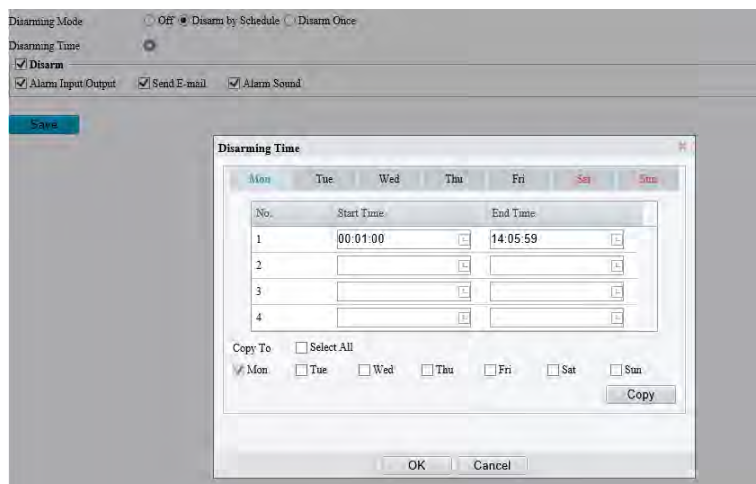 Disarming Mode Off Disarm by Schedule Disarm Once
Disarming Time
Disarm
Alarm Input/Output Send E-mail Alarm Sound
Save
Disarming Time
Mon Tue Wed Thu Fri Sat Sun
No. Start Time End Time
1 00:01:00 14:05:59
2
3
4
Copy To Select All
Mon Tue Wed Thu Fri Sat Sun
Copy
OK Cancel